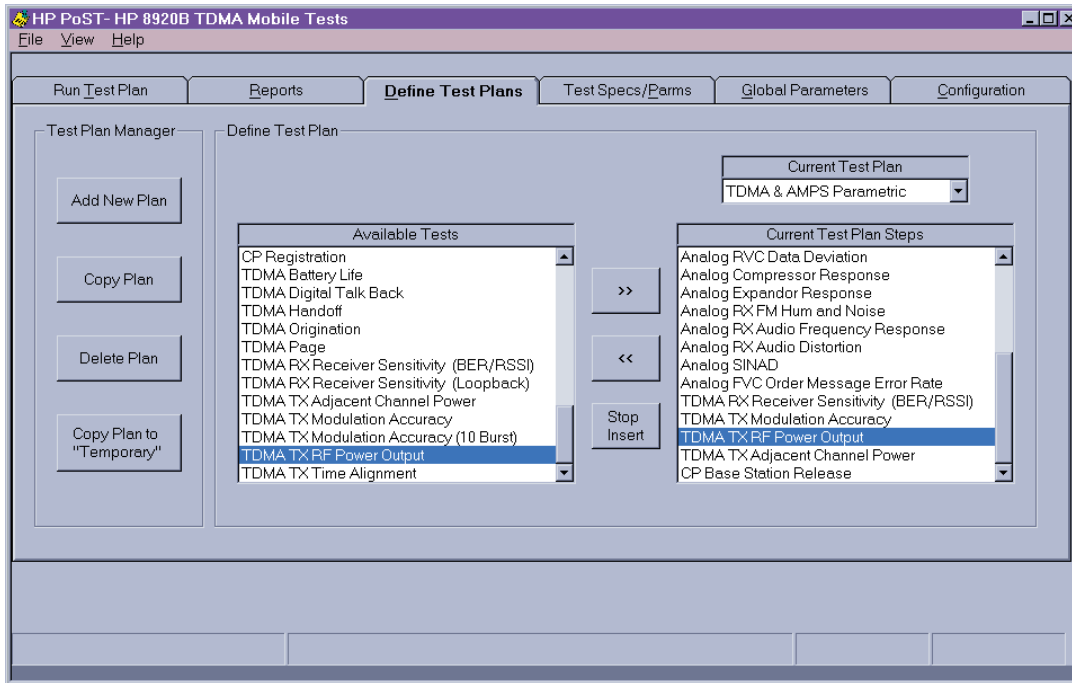 HP PoST- HP 8920B TDMA Mobile Tests
File View Help
Run Test Plan Reports Define Test Plans Test Specs/Parms Global Parameters Configuration
Test Plan Manager
Add New Plan
Copy Plan
Delete Plan
Copy Plan to
"Temporary"
Define Test Plan
Current Test Plan
TDMA & AMPS Parametric
Available Tests
CP Registration
TDMA Battery Life
TDMA Digital Talk Back
TDMA Handoff
TDMA Origination
TDMA Page
TDMA RX Receiver Sensitivity (BER/RSSI)
TDMA RX Receiver Sensitivity (Loopback)
TDMA TX Adjacent Channel Power
TDMA TX Modulation Accuracy
TDMA TX Modulation Accuracy (10 Burst)
TDMA TX RF Power Output
TDMA TX Time Alignment
>>
<<
Stop
Insert
Current Test Plan Steps
Analog RVC Data Deviation
Analog Compressor Response
Analog Expandor Response
Analog RX FM Hum and Noise
Analog RX Audio Frequency Response
Analog RX Audio Distortion
Analog SINAD
Analog FVC Order Message Error Rate
TDMA RX Receiver Sensitivity (BER/RSSI)
TDMA TX Modulation Accuracy
TDMA TX RF Power Output
TDMA TX Adjacent Channel Power
CP Base Station Release